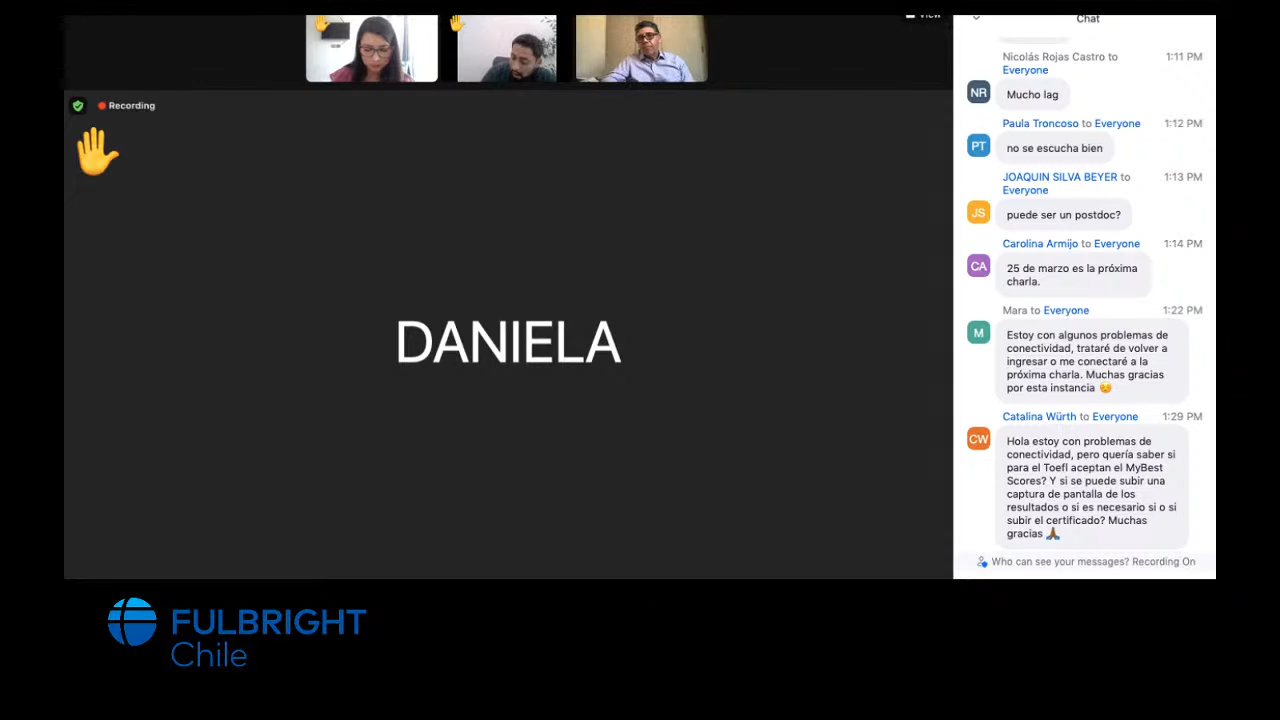 View
Chat
Recording
DANIELA
Nicolás Rojas Castro to
Everyone
1:11 PM
NR
Mucho lag
Paula Troncoso to Everyone
1:12 PM
PT
no se escucha bien
JOAQUIN SILVA BEYER to
Everyone
1:13 PM
JS
puede ser un postdoc?
Carolina Armijo to Everyone
1:14 PM
CA
25 de marzo es la próxima
charla.
Mara to Everyone
1:22 PM
M
Estoy con algunos problemas de
conectividad, trataré de volver a
ingresar o me conectaré a la
próxima charla. Muchas gracias
por esta instancia
Catalina Würth to Everyone
1:29 PM
CW
Hola estoy con problemas de
conectividad, pero quería saber si
para el Toefl aceptan el MyBest
Scores? Y si se puede subir una
captura de pantalla de los
resultados o si es necesario si o si
subir el certificado? Muchas
gracias
Who can see your messages? Recording On
FULBRIGHT
Chile